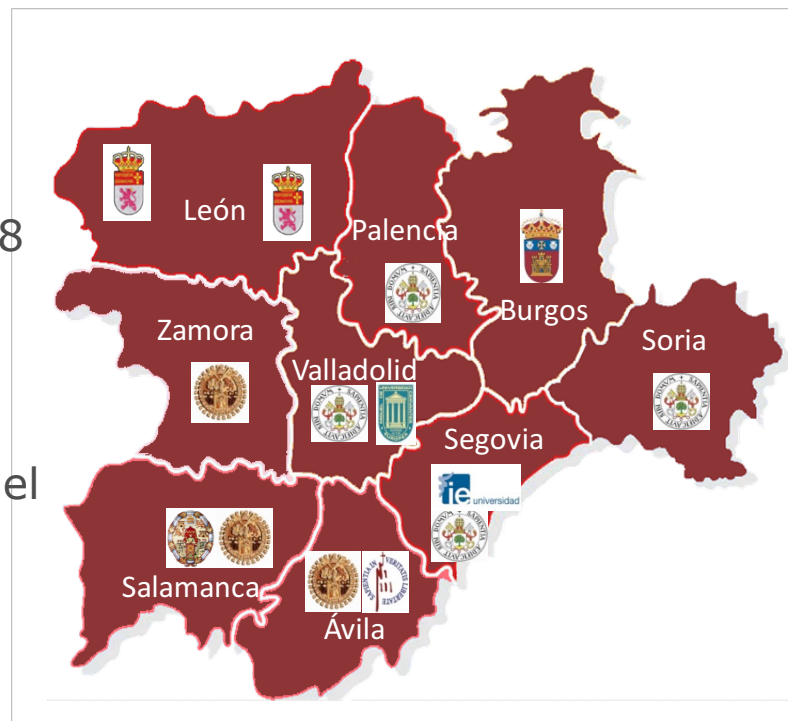 8
León
Palencia
Burgos
Zamora
Soria
Valladolid
Segovia
el
ie universidad
Salamanca
Ávila